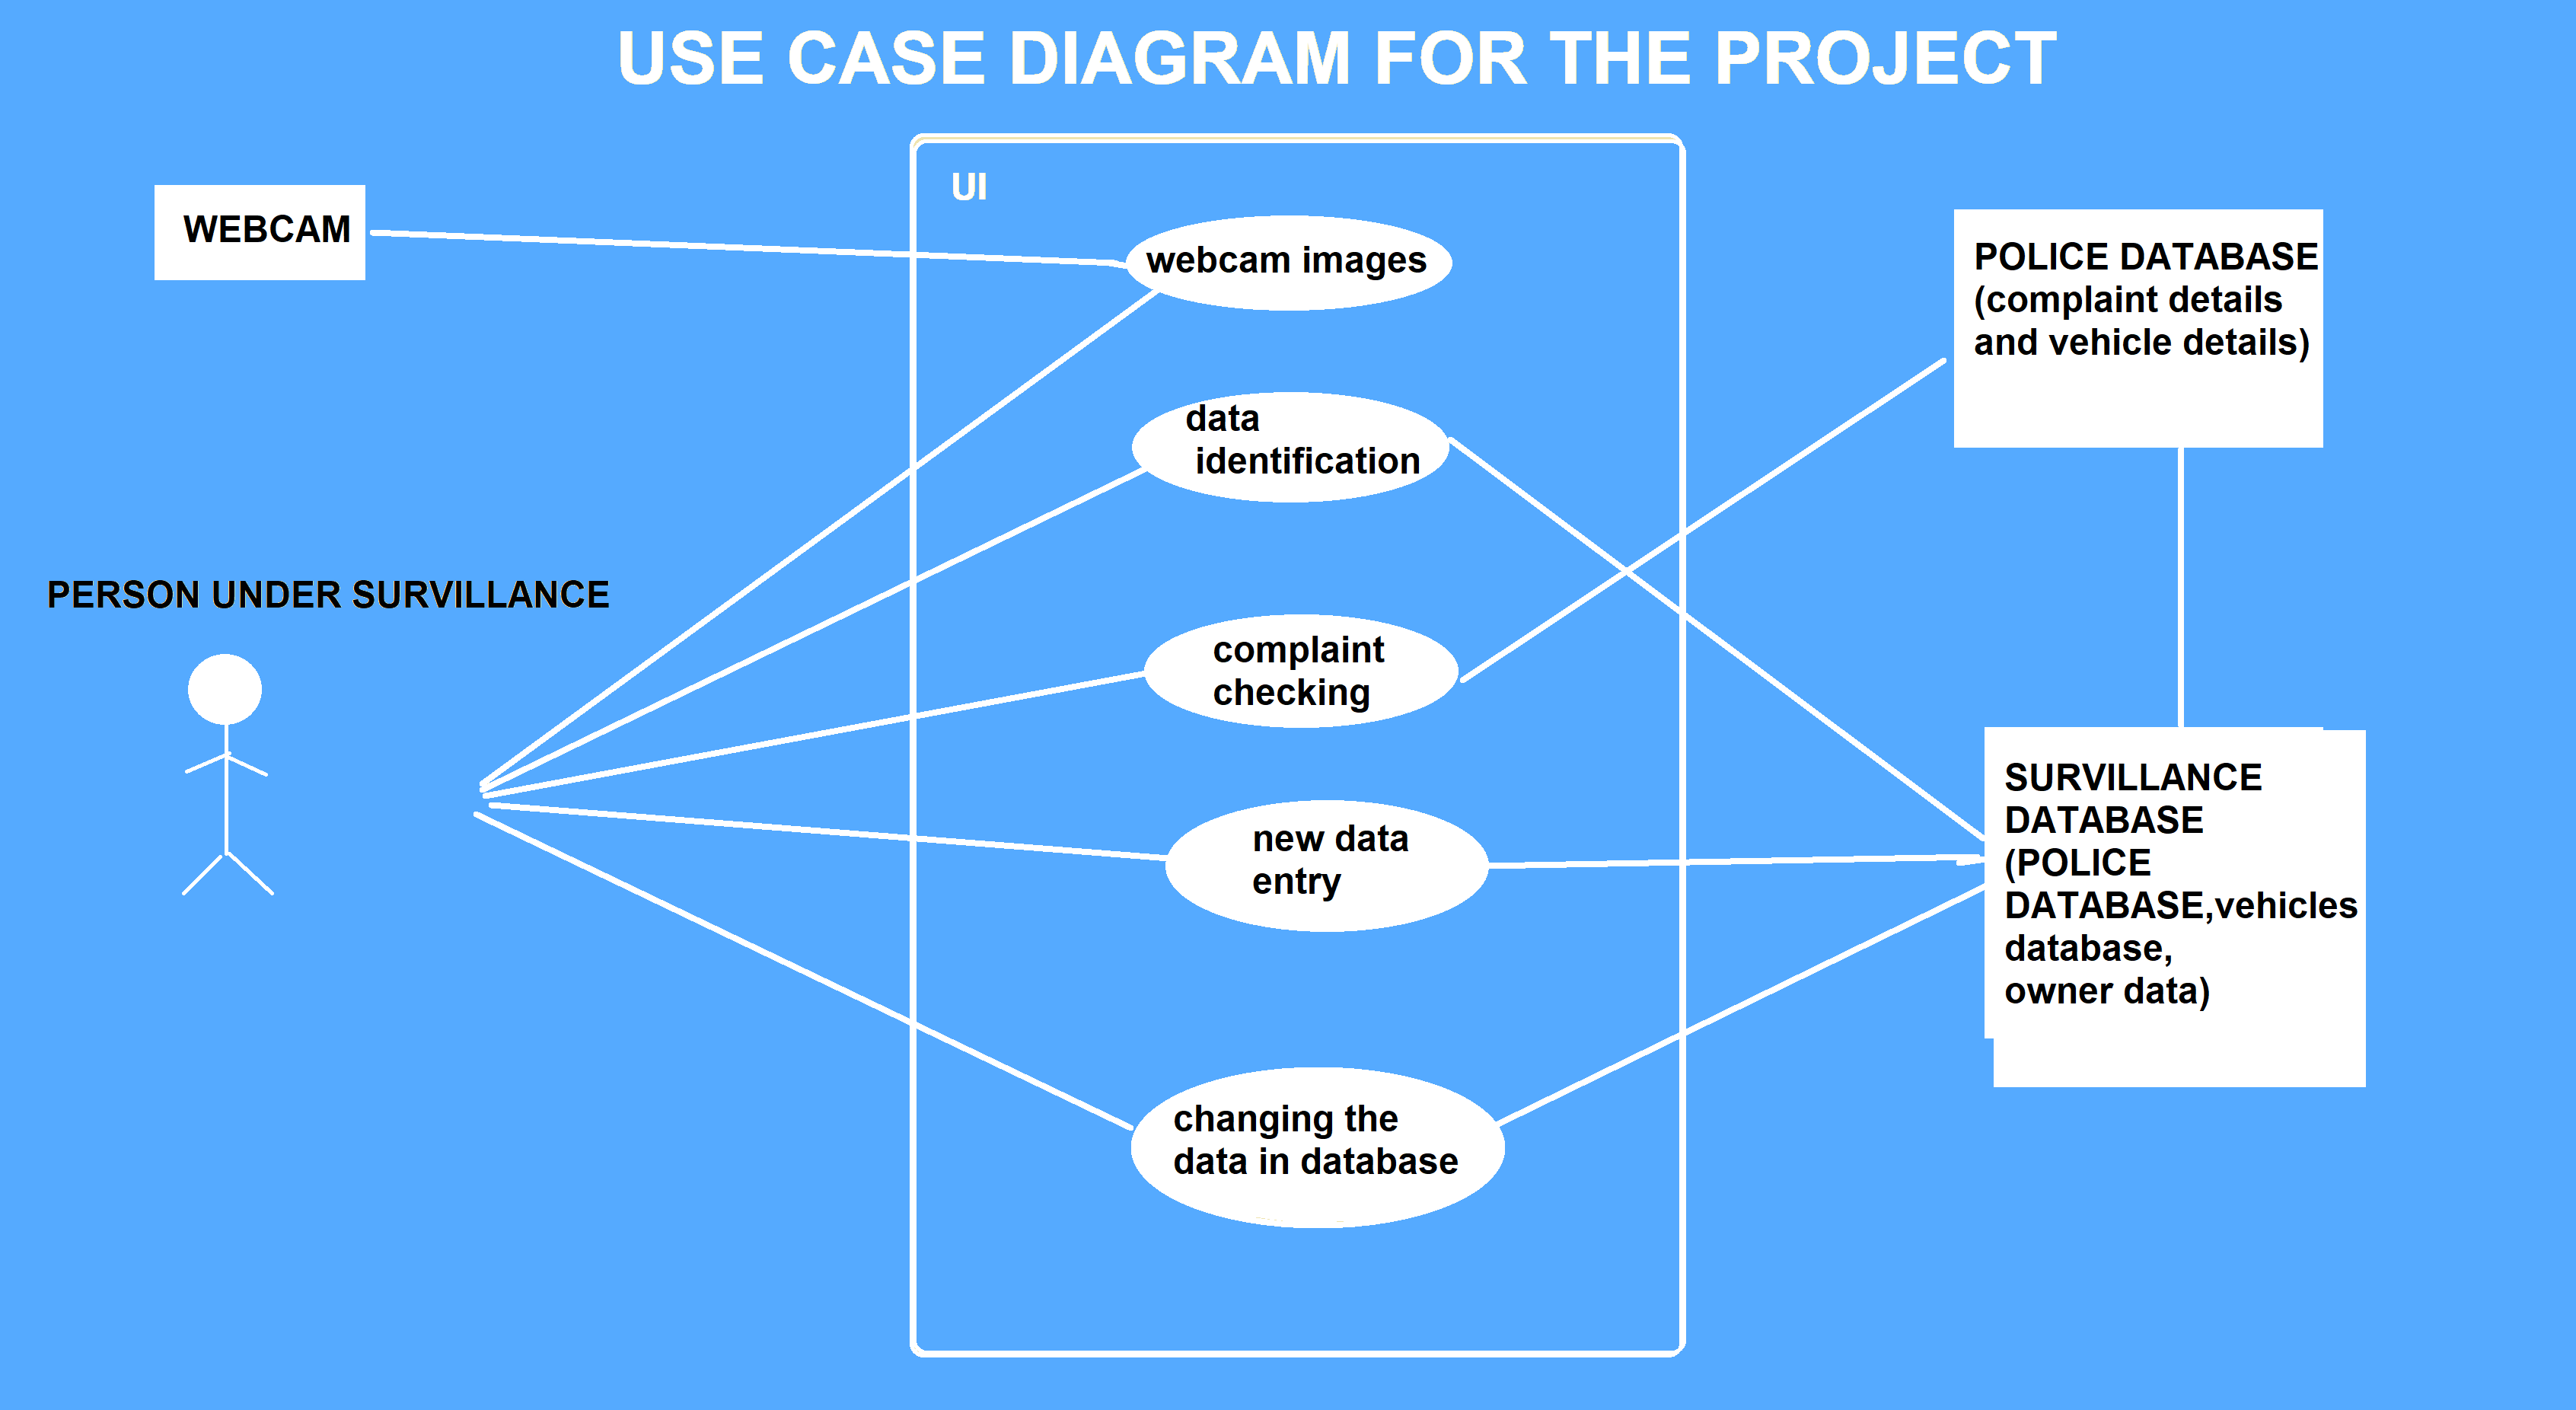 USE CASE DIAGRAM FOR THE PROJECT
UI
WEBCAM
webcam images
POLICE DATABASE
(complaint details
and vehicle details)
data
identification
PERSON UNDER SURVILLANCE
complaint
checking
new data
entry
SURVILLANCE
DATABASE
(POLICE
DATABASE,vehicles
database,
owner data)
changing the
data in database